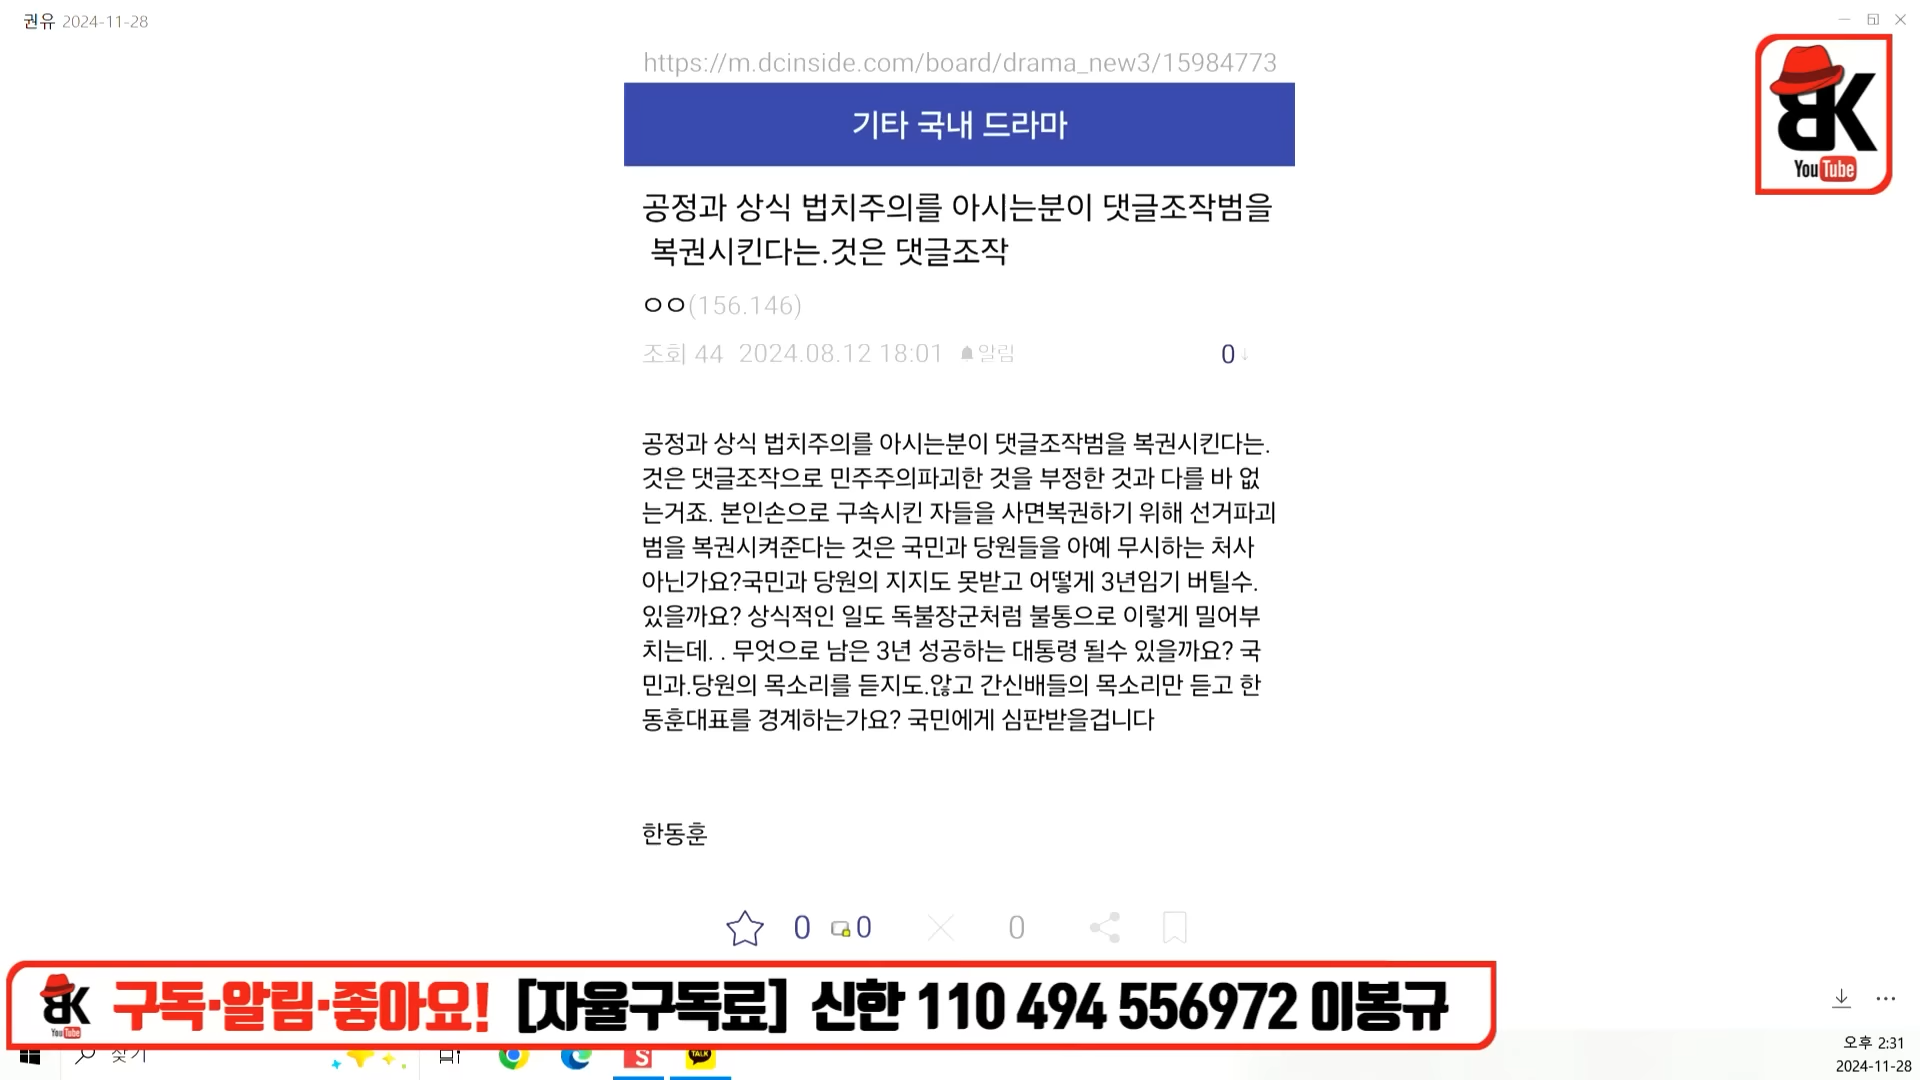 권유 2024-11-28
https://m.dcinside.com/board/drama_new3/15984773
BK
YouTube
기타 국내 드라마
공정과 상식 법치주의를 아시는분이 댓글조작범을
복권시킨다는.것은 댓글조작
ㅇㅇ(156.146)
조회 44 2024.08.12 18:01 알림
0
공정과 상식 법치주의를 아시는분이 댓글조작범을 복권시킨다는.
것은 댓글조작으로 민주주의파괴한 것을 부정한 것과 다를 바 없
는거죠. 본인손으로 구속시킨 자들을 사면복권하기 위해 선거파괴
범을 복권시켜준다는 것은 국민과 당원들을 아예 무시하는 처사
아닌가요?국민과 당원의 지지도 못받고 어떻게 3년임기 버틸수.
있을까요? 상식적인 일도 독불장군처럼 불통으로 이렇게 밀어부
치는데. . 무엇으로 남은 3년 성공하는 대통령 될수 있을까요? 국
민과.당원의 목소리를 듣지도.않고 간신배들의 목소리만 듣고 한
동훈대표를 경계하는가요? 국민에게 심판받을겁니다
한동훈
0 0 0
BK YouTube 구독·알림·좋아요! [자율구독료] 신한 110 494 556972 이봉규
찾기
S
TALK
오후 2:31
2024-11-28